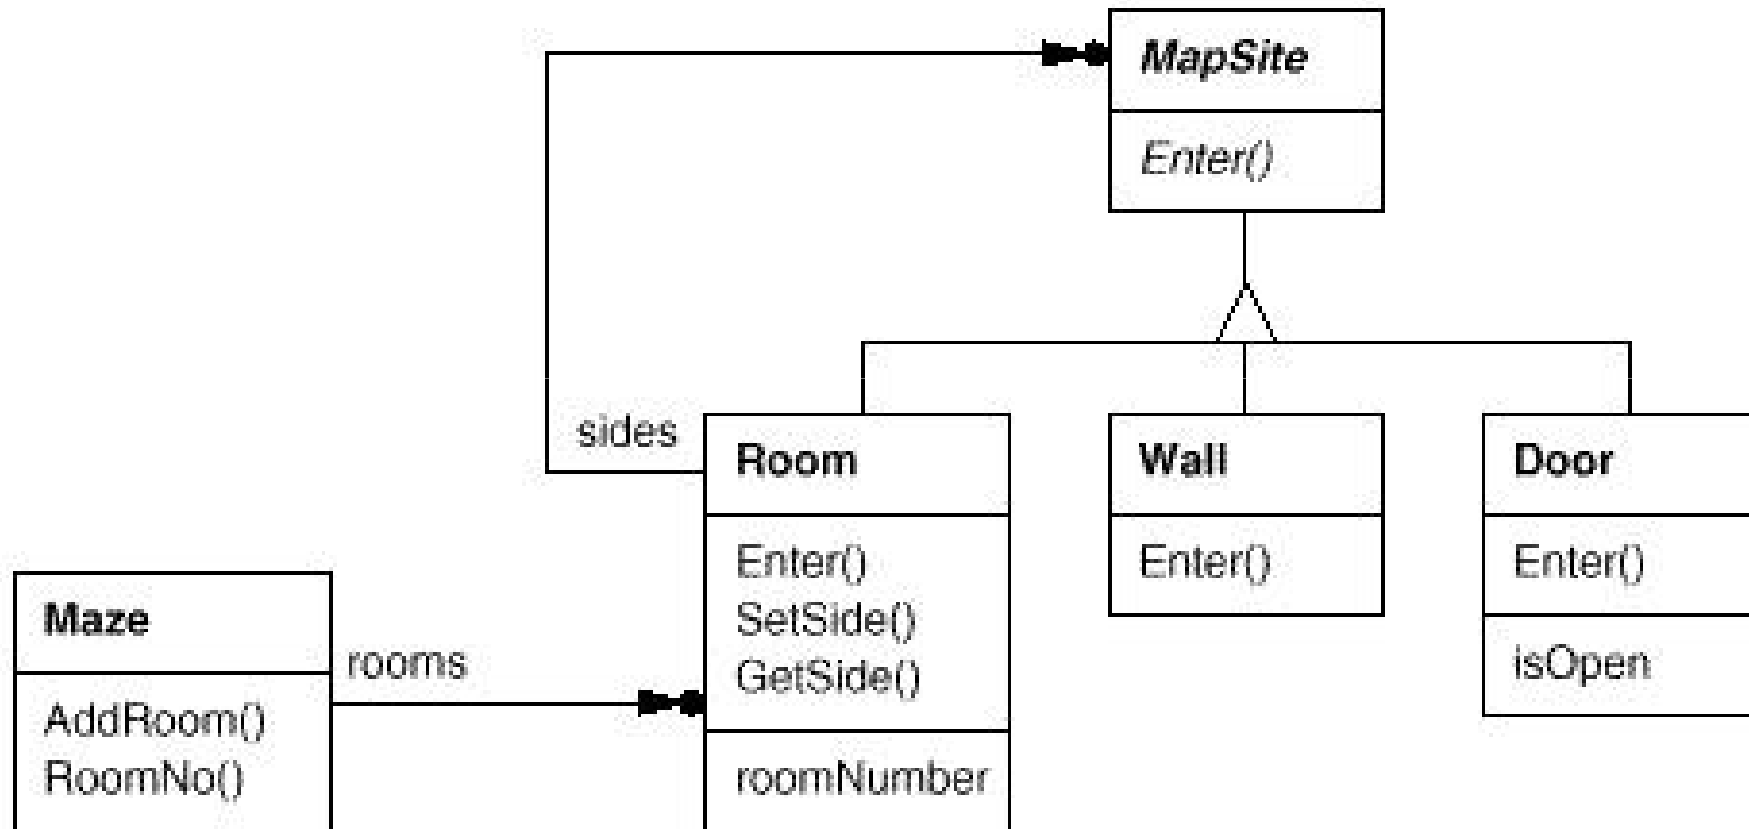 MapSite
Enter()
sides
Room
Enter()
SetSide()
GetSide()
roomNumber
Wall
Enter()
Door
Enter()
isOpen
Maze
AddRoom()
RoomNo()
rooms